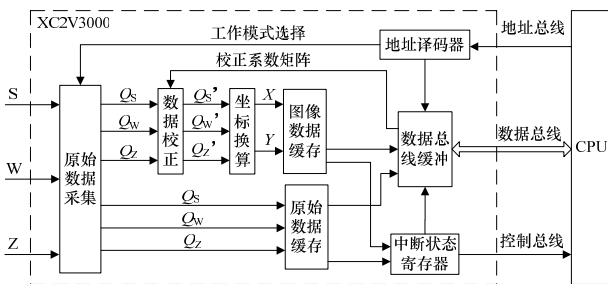 XC2V3000
工作模式选择
地址译码器
地址总线
校正系数矩阵
S
W
Z
原始数据采集
Qs
Qw
Qz
数据校正
Qs’
Qw’
Qz’
坐标换算
X
Y
图像数据缓存
数据总线缓冲
数据总线
CPU
Qs
Qw
Qz
原始数据缓存
中断状态寄存器
控制总线